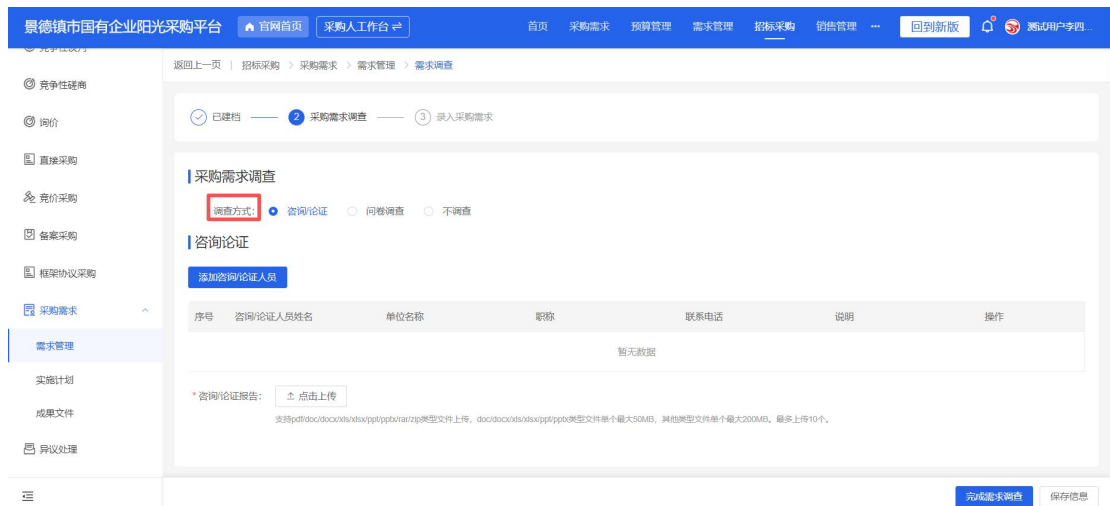 景德镇市国有企业阳光采购平台 官网首页 采购人工作台 首页 采购需求 预算管理 需求管理 招标采购 销售管理 ··· 回到新版 测试用户李四...
返回上一页 | 招标采购 > 采购需求 > 需求管理 > 需求调查
竞争性磋商
询价
直接采购
竞价采购
备案采购
框架协议采购
采购需求
需求管理
实施计划
成果文件
异议处理
已建档 2 采购需求调查 3 录入采购需求
采购需求调查
调查方式: 咨询/论证 问卷调查 不调查
咨询论证
添加咨询/论证人员
序号 咨询/论证人员姓名 单位名称 职称 联系电话 说明 操作
暂无数据
* 咨询/论证报告: 点击上传
支持pdf/doc/docx/xls/xlsx/ppt/pptx/rar/zip类型文件上传，doc/docx/xls/xlsx/ppt/pptx类型文件单个最大50MB，其他类型文件单个最大200MB。最多上传10个。
完成需求调查 保存信息